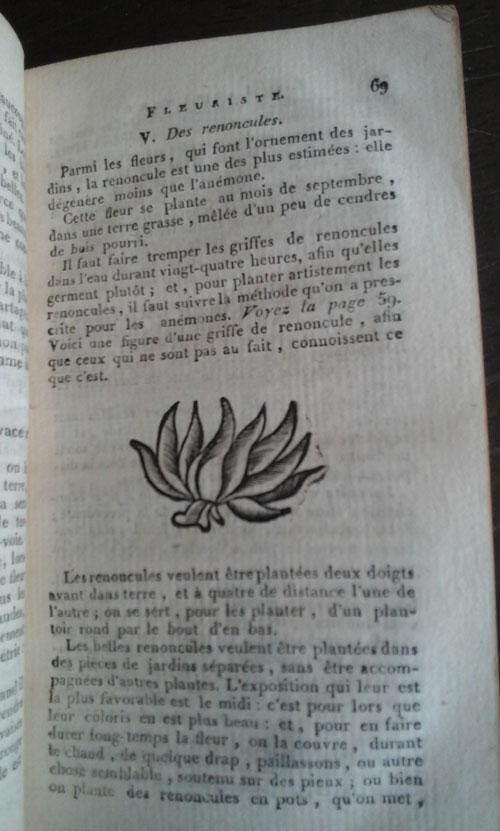 FLEURISTE. 69
V. Des renoncules.
Parmi les fleurs, qui font l'ornement des jar-
dins, la renoncule est une des plus estimées : elle
dégénère moins que l'anémone.
Cette fleur se plante au mois de septembre,
dans une terre grasse, mêlée d'un peu de cendres
de bois pourri.
Il faut faire tremper les griffes de renoncules
dans l'eau durant vingt-quatre heures, afin qu'elles
germent plutôt ; et, pour planter artistement les
renoncules, il faut suivre la méthode qu'on a pres-
crite pour les anémones. Voyez la page 59.
Voici une figure d'une griffe de renoncule, afin
que ceux qui ne sont pas au fait, connoissent ce
que c'est.
Les renoncules veulent être plantées deux doigts
avant dans terre, et à quatre de distance l'une de
l'autre ; on se sert, pour les planter, d'un plan-
toir rond par le bout d'en bas.
Les belles renoncules veulent être plantées dans
des pieces de jardins séparées, sans être accom-
pagnées d'autres plantes. L'exposition qui leur est
la plus favorable est le midi : c'est pour lors que
leur coloris en est plus beau : et, pour en faire
durer long-temps la fleur, on la couvre, durant
le chaud, de quelque drap, paillassons, ou autre
chose semblable, soutenu sur des pieux ; ou bien
on plante des renoncules en pots, qu'on met,